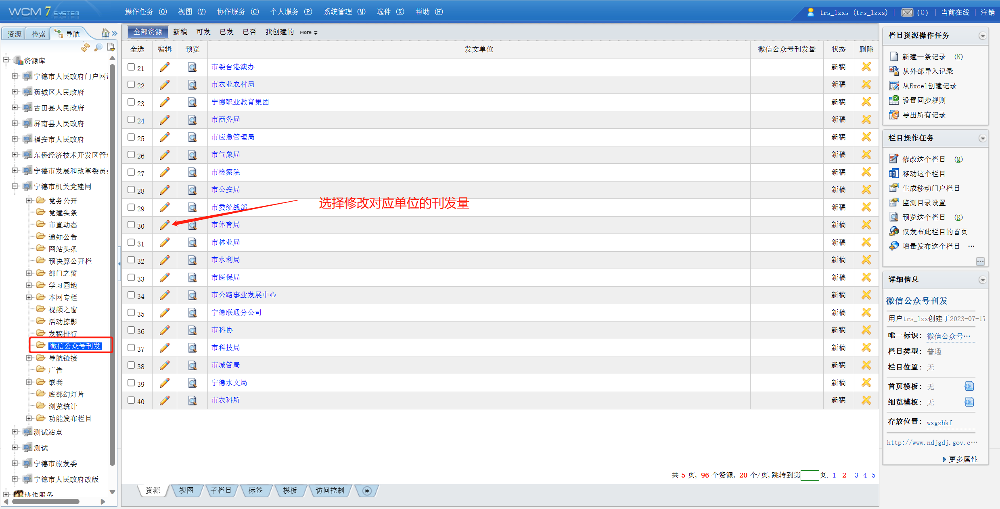 WCM 7 SYSTEM
操作任务 (O) 视图 (V) 协作服务 (C) 个人服务 (P) 系统管理 (M) 选件 (X) 帮助 (H)
trs_lzxs (trs_lzxs) | (0) | 当前在线 | 注销
资源 检索 导航
资源库
宁德市人民政府门户网
蕉城区人民政府
古田县人民政府
屏南县人民政府
福安市人民政府
东侨经济技术开发区管
宁德市发展和改革委员
宁德市机关党建网
党务公开
党建头条
市直动态
通知公告
网站头条
预决算公开栏
部门之窗
学习园地
本网专栏
视频之窗
活动掠影
发稿排行
微信公众号刊发
导航链接
广告
嵌套
底部幻灯片
浏览统计
功能发布栏目
测试站点
测试
宁德市旅发委
宁德市人民政府改版
协作服务
全部资源 新稿 可发 已发 已否 我创建的 More
全选 编辑 预览 发文单位 微信公众号刊发量 状态 删除
21 市委台港澳办 新稿
22 市农业农村局 新稿
23 宁德职业教育集团 新稿
24 市商务局 新稿
25 市应急管理局 新稿
26 市气象局 新稿
27 市检察院 新稿
28 市公安局 新稿
29 市委统战部 新稿
选择修改对应单位的刊发量
30 市体育局 新稿
31 市林业局 新稿
32 市水利局 新稿
33 市医保局 新稿
34 市公路事业发展中心 新稿
35 宁德联通分公司 新稿
36 市科协 新稿
37 市科技局 新稿
38 市城管局 新稿
39 宁德水文局 新稿
40 市农科所 新稿
共 5 页, 96 个资源, 20 个/页,跳转到第 页. 1 2 3 4 5
资源 视图 子栏目 标签 模板 访问控制
栏目资源操作任务
新建一条记录 (N)
从外部导入记录
从Excel创建记录
设置同步规则
导出所有记录
栏目操作任务
修改这个栏目 (M)
移动这个栏目
生成移动门户栏目
监测目录设置
预览这个栏目 (R)
仅发布此栏目的首页
增量发布这个栏目 …
详细信息
微信公众号刊发
用户trs_lzx创建于2023-07-17
唯一标识: 微信公众号…
栏目类型: 普通
栏目位置: 无
首页模板: 无
细览模板: 无
存放位置: wxgzhkf
http://www.ndjgdj.gov.c…
更多属性